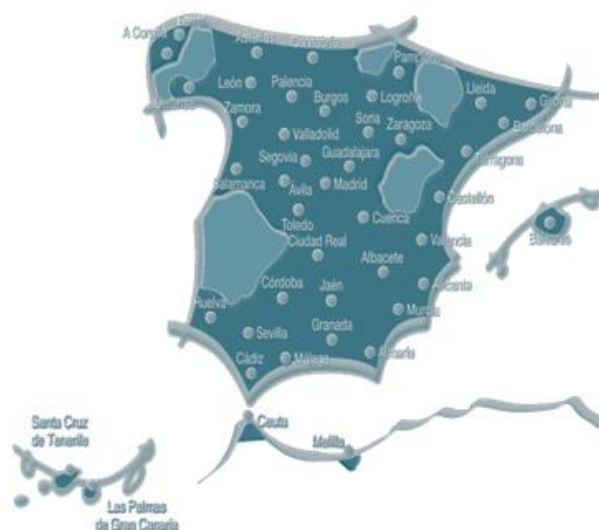 Ferrol
A Coruña
Asturias
Cantabria
Pamplona
León
Palencia
Lleida
Ourense
Burgos
Logroño
Girona
Zamora
Soria
Barcelona
Valladolid
Zaragoza
Segovia
Guadalajara
Tarragona
Salamanca
Ávila
Madrid
Castellón
Toledo
Cuenca
Ciudad Real
Valencia
Baleares
Albacete
Córdoba
Jaén
Alicante
Huelva
Murcia
Sevilla
Granada
Almería
Cádiz
Málaga
Ceuta
Santa Cruz
de Tenerife
Melilla
Las Palmas
de Gran Canaria